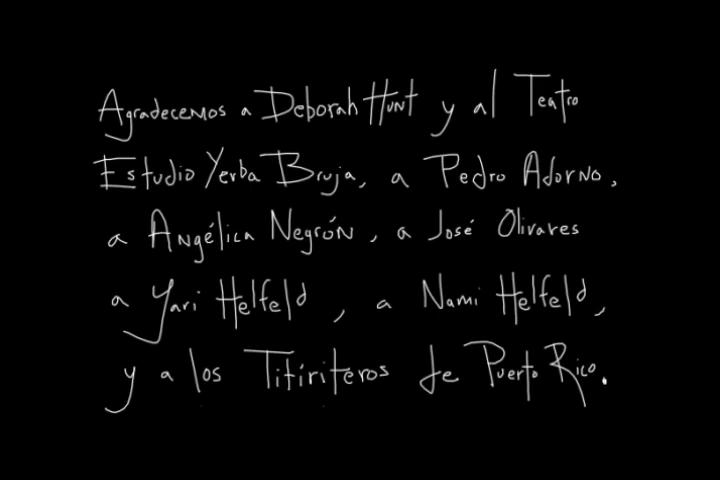 Agradecemos a Deborah Hunt y al Teatro
Estudio Yerba Bruja, a Pedro Adorno,
a Angélica Negrón, a José Olivares
a Yari Helfeld, a Nami Helfeld,
y a los Titiriteros de Puerto Rico.